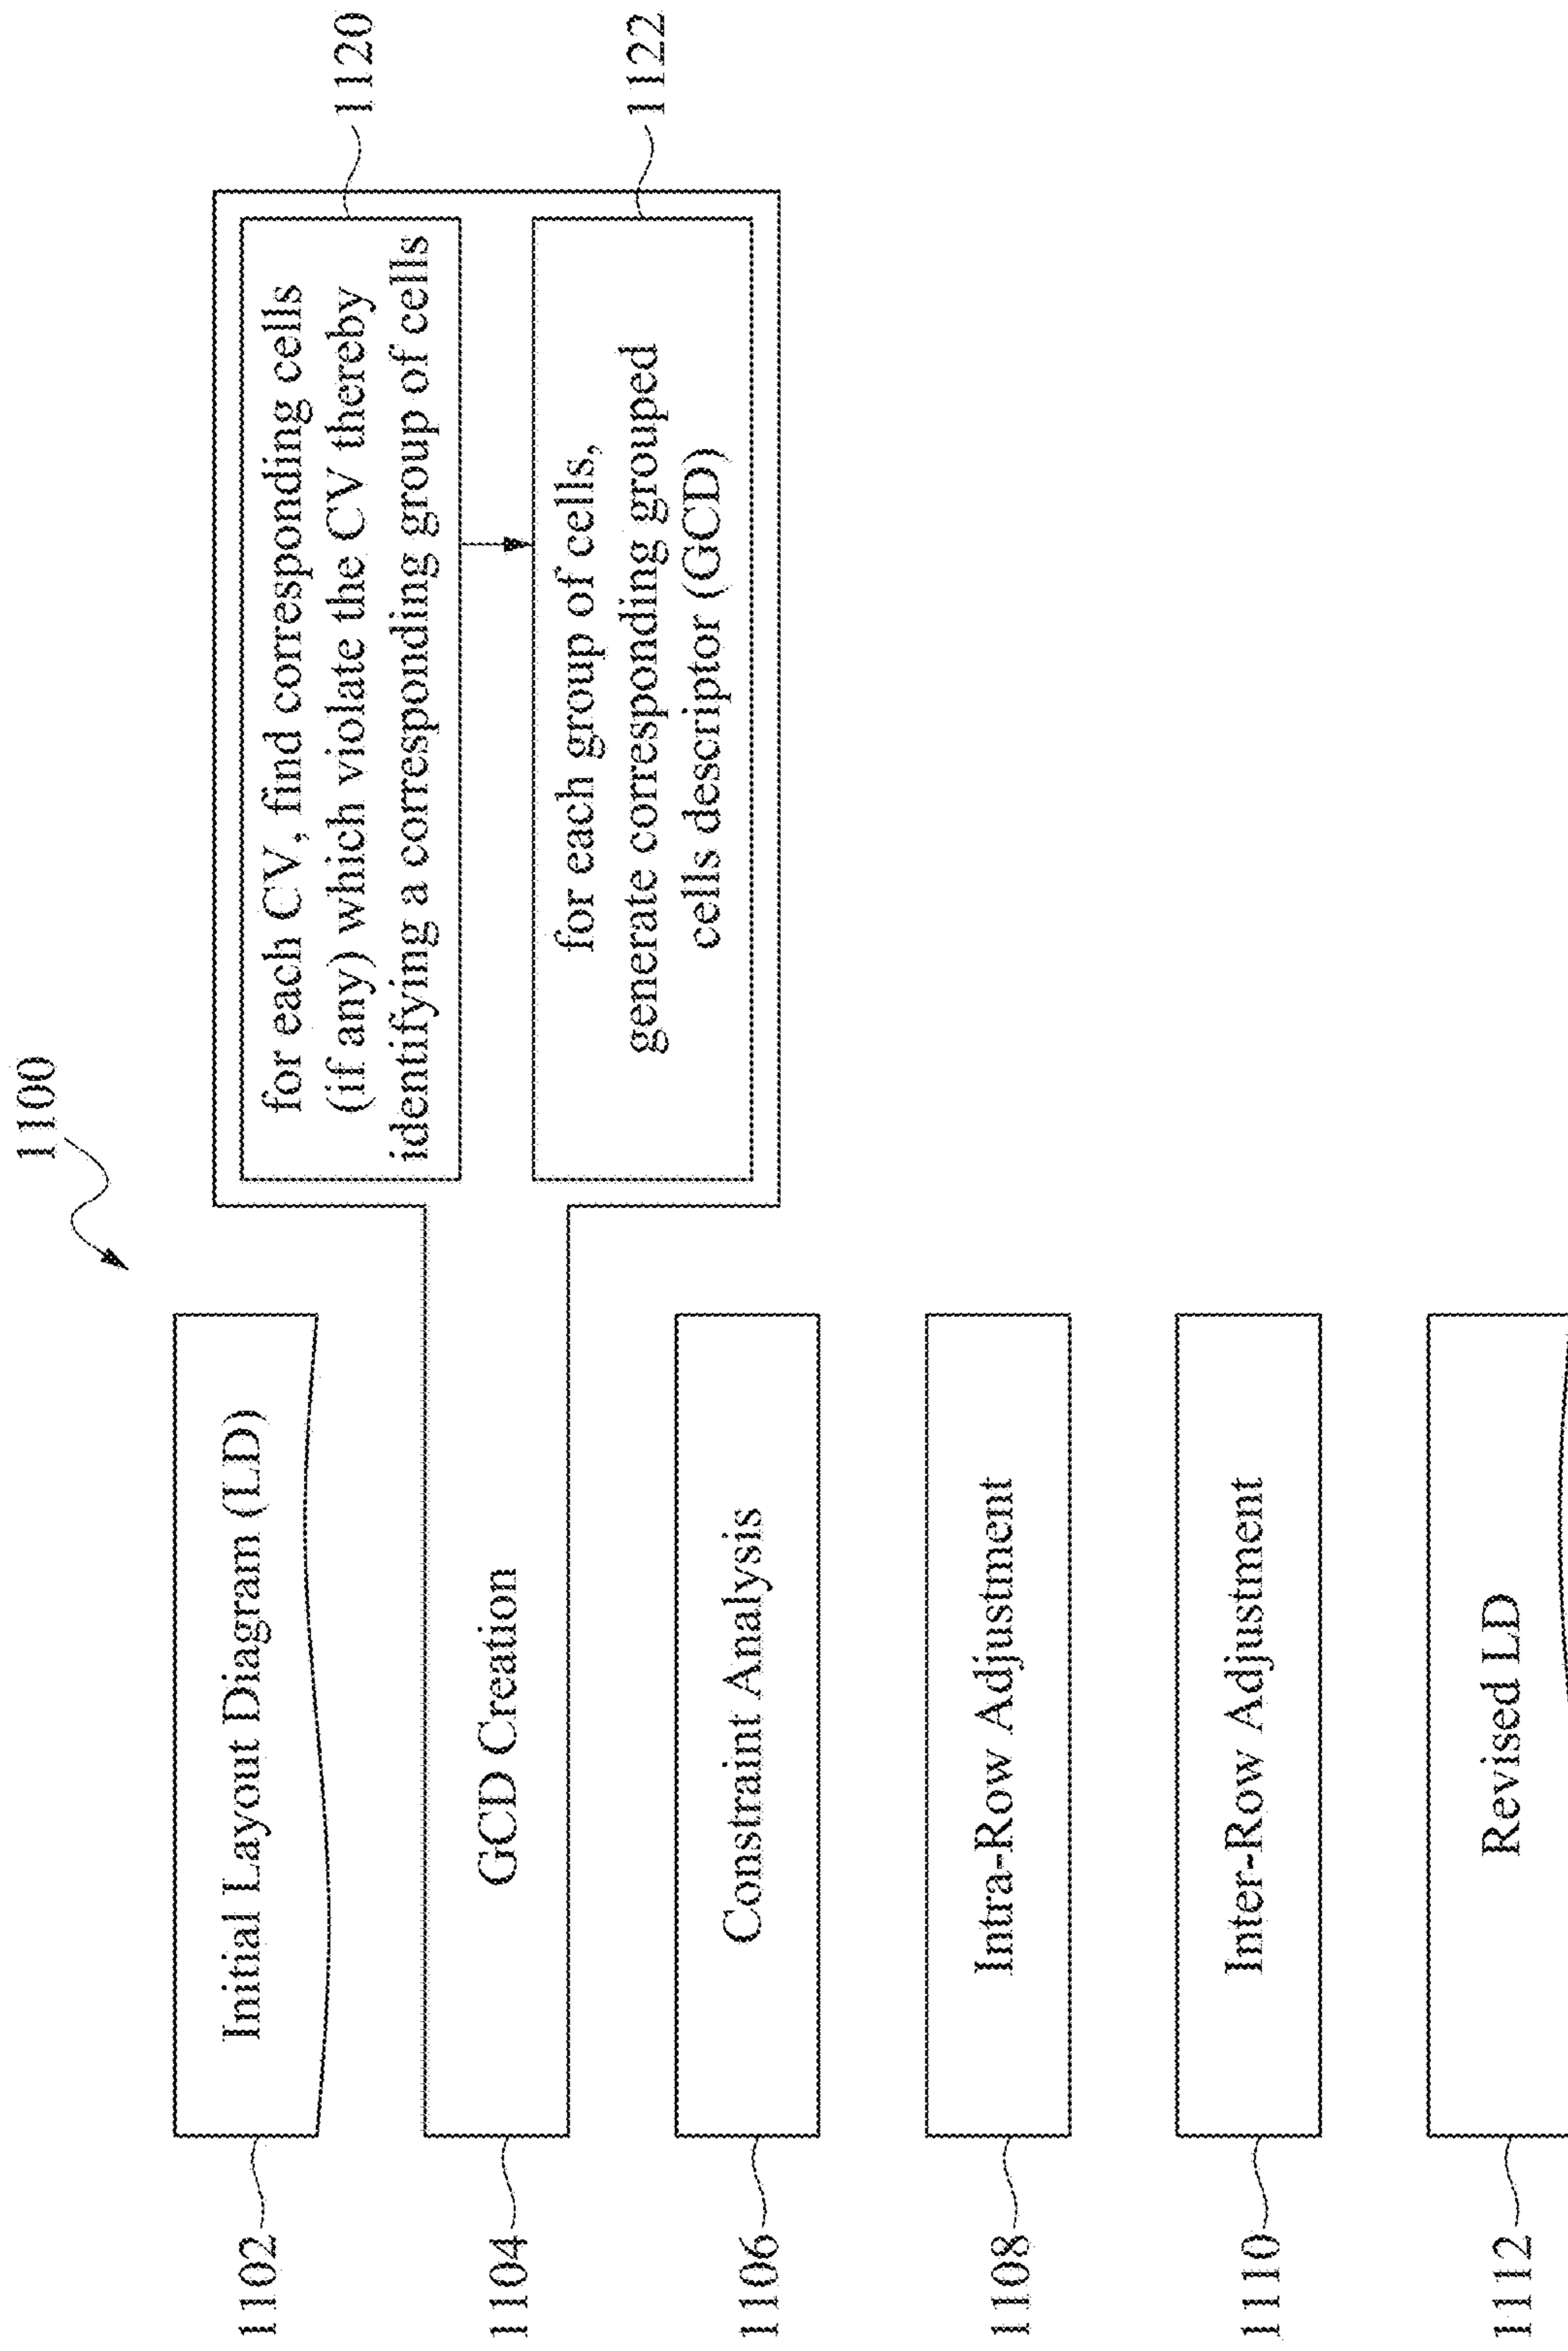 1100
1102
Initial Layout Diagram (LD)
1104
GCD Creation
for each CV, find corresponding cells
(if any) which violate the CV thereby
identifying a corresponding group of cells
1120
for each group of cells,
generate corresponding grouped
cells descriptor (GCD)
1122
1106
Constraint Analysis
1108
Intra-Row Adjustment
1110
Inter-Row Adjustment
1112
Revised LD